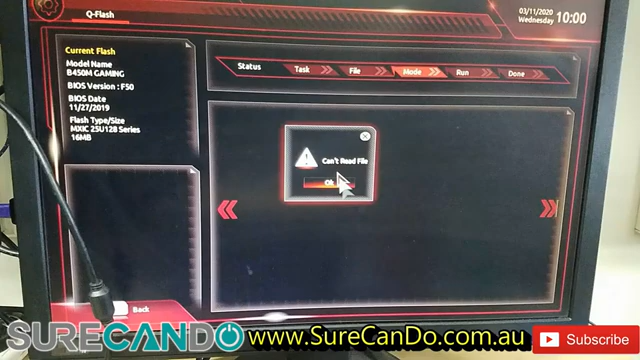 Q-Flash
03/11/2020
Wednesday 10:00
Current Flash
Model Name
B450M GAMING
BIOS Version : F50
BIOS Date
11/27/2019
Flash Type/Size
MXIC 25U128 Series
16MB
Status Task File Mode Run Done
Can't Read File
Ok
Back
SURECANDO www.SureCanDo.com.au Subscribe